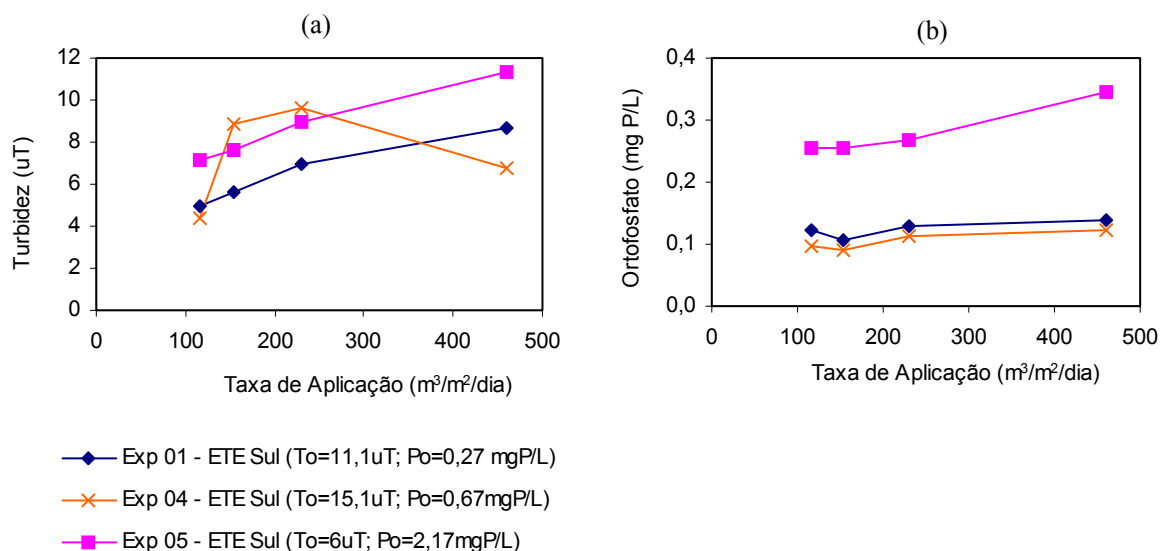 (a)
12
10
8
6
4
2
0
0 100 200 300 400 500
Turbidez (uT)
Taxa de Aplicação (m³/m²/dia)
(b)
0,4
0,3
0,2
0,1
0,0
0 100 200 300 400 500
Ortofosfato (mg P/L)
Taxa de Aplicação (m³/m²/dia)
Exp 01 - ETE Sul (To=11,1uT; Po=0,27 mgP/L)
Exp 04 - ETE Sul (To=15,1uT; Po=0,67mgP/L)
Exp 05 - ETE Sul (To=6uT; Po=2,17mgP/L)